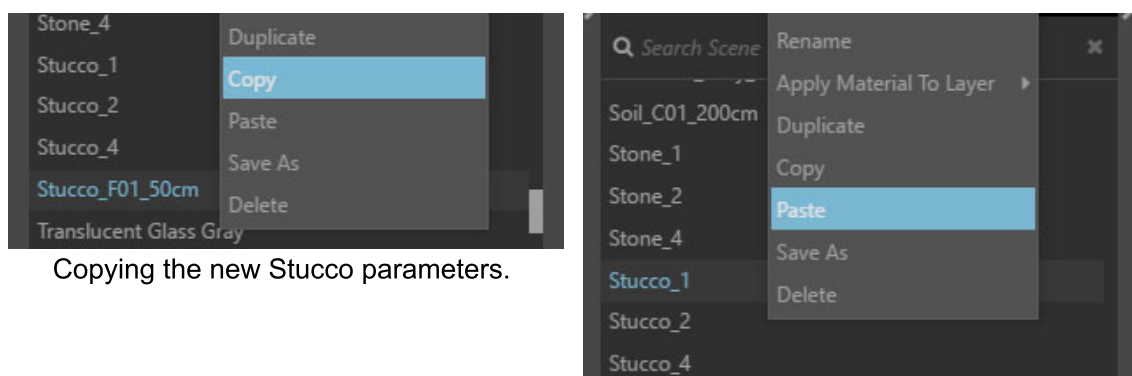 Stone_4
Stucco_1
Stucco_2
Stucco_4
Stucco_F01_50cm
Translucent Glass Gray
Duplicate
Copy
Paste
Save As
Delete
Copying the new Stucco parameters.
Search Scene
Soil_C01_200cm
Stone_1
Stone_2
Stone_4
Stucco_1
Stucco_2
Stucco_4
Rename
Apply Material To Layer
Duplicate
Copy
Paste
Save As
Delete